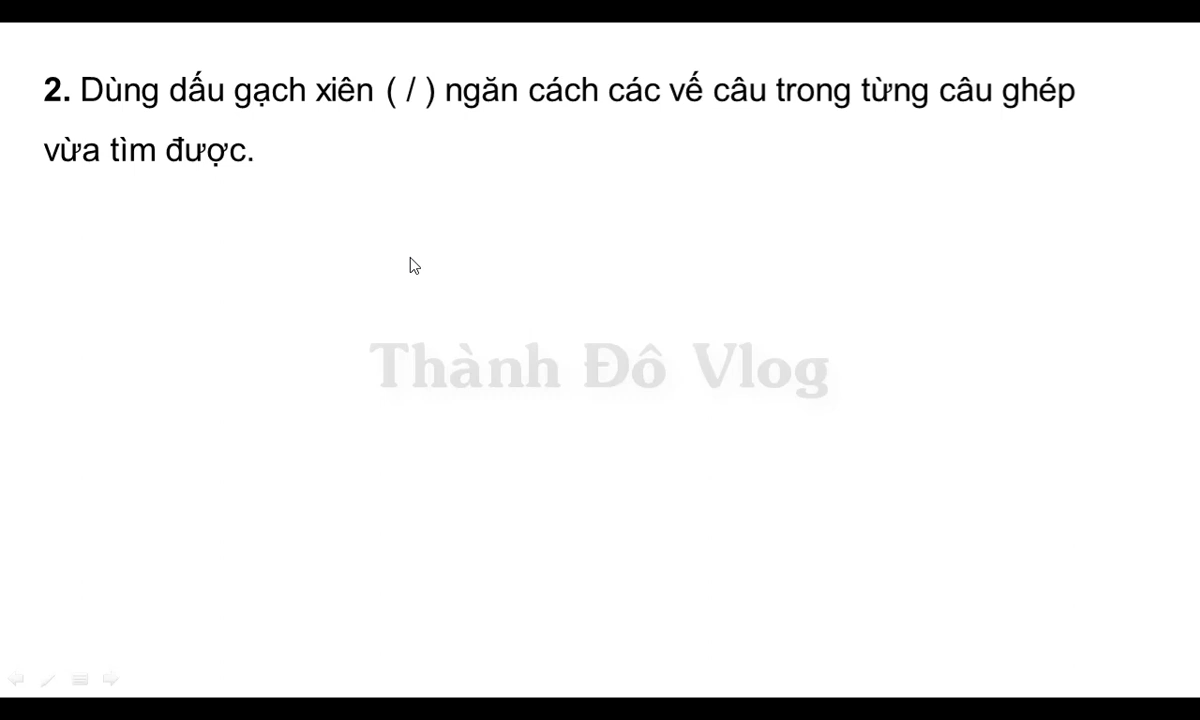 2. Dùng dấu gạch xiên ( / ) ngăn cách các vế câu trong từng câu ghép
vừa tìm được.
Thành Đô Vlog